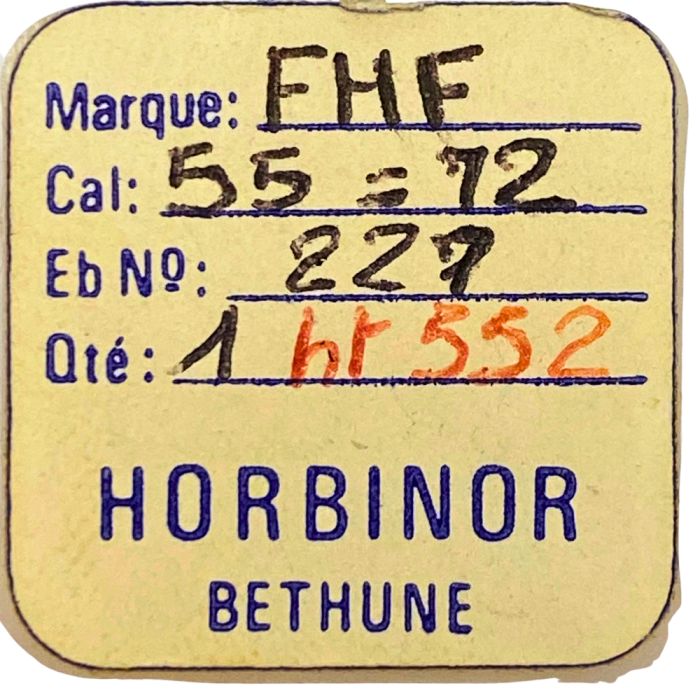 Marque: FHF
Cal: 55 = 72
Eb Nº: 227
Qté: 1 ht 552
HORBINOR
BETHUNE